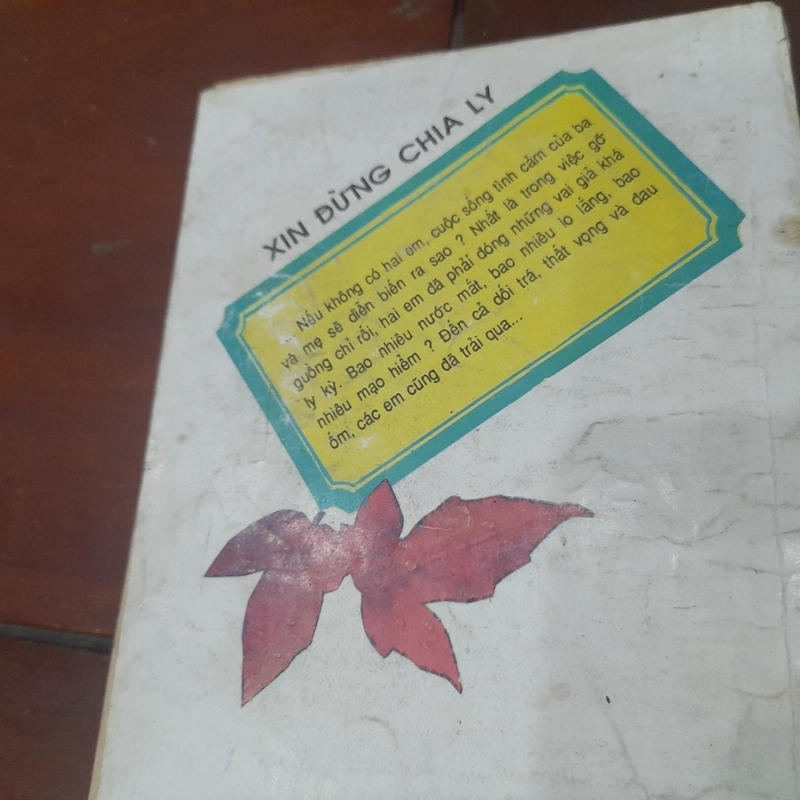 XIN ĐỪNG CHIA LY
Nếu không có hai em, cuộc sống tình cảm của ba
và mẹ sẽ diễn biến ra sao ? Nhất là trong việc gỡ
guồng chỉ rối, hai em đã phải đóng những vai giả khá
ly kỳ. Bao nhiêu nước mắt, bao nhiêu lo lắng, bao
nhiêu mạo hiểm ? Đến cả dối trá, thất vọng và đau
ốm, các em cũng đã trải qua...